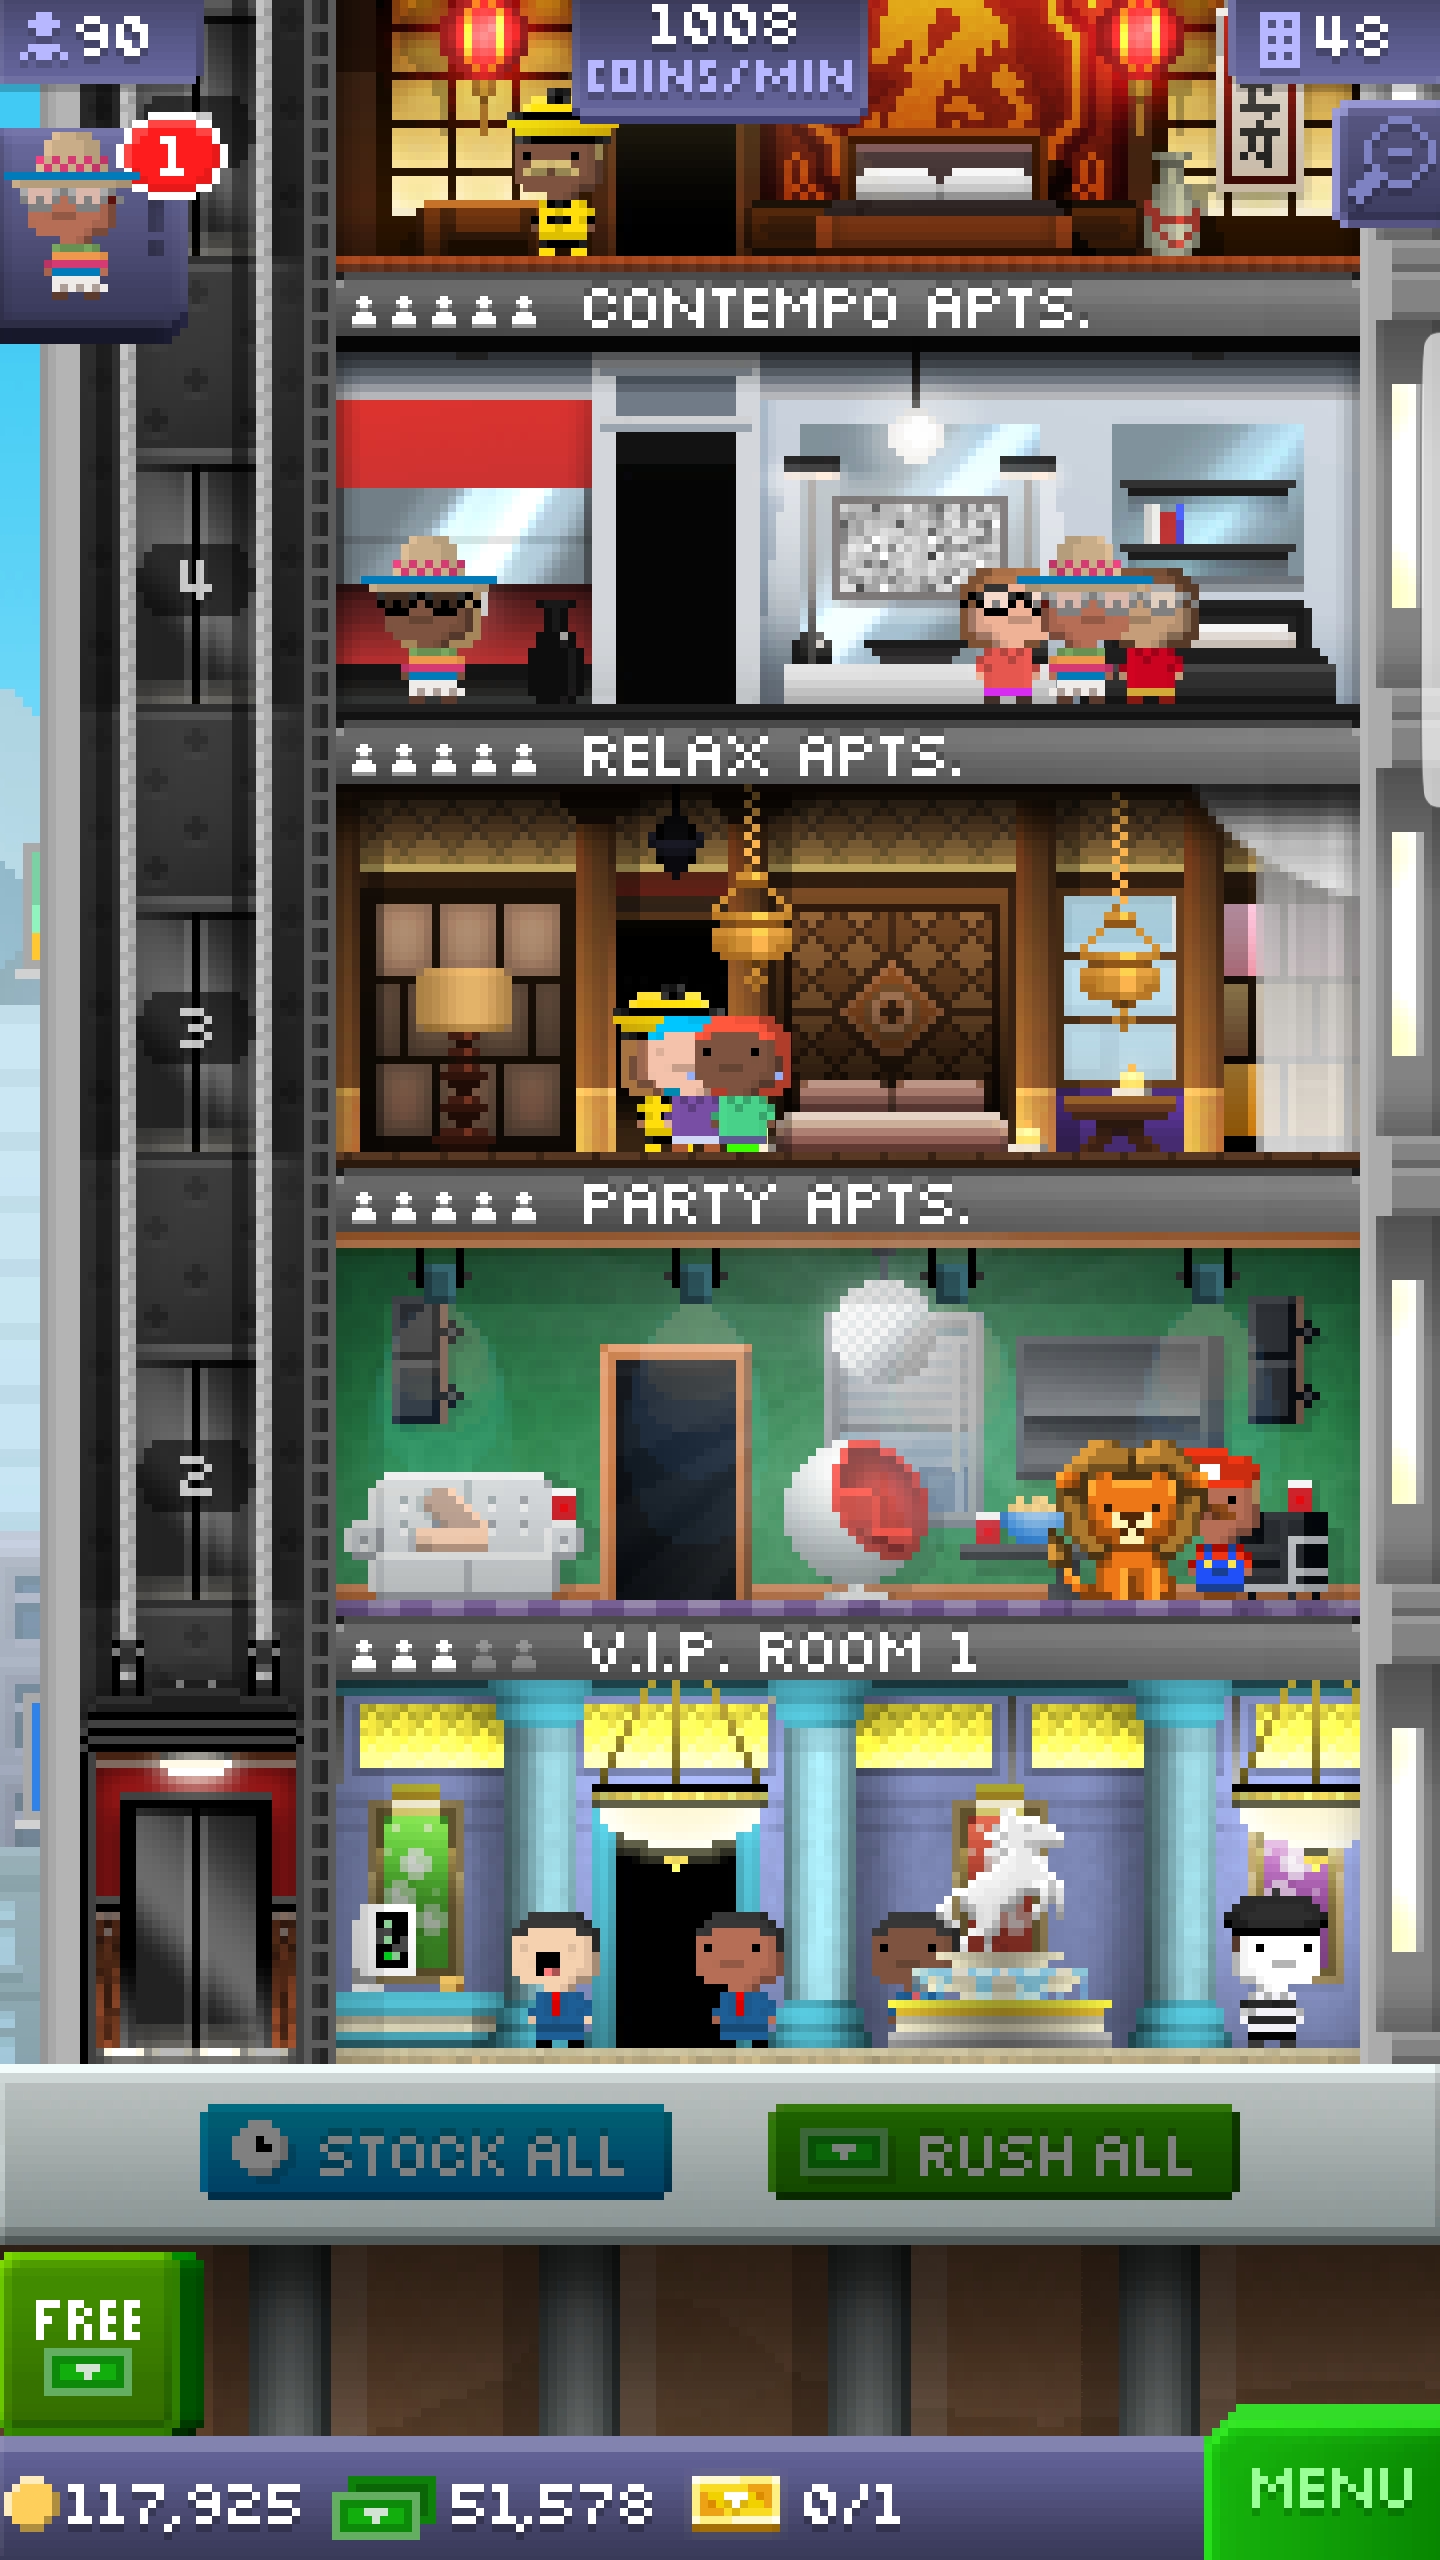 90
1008
COINS/MIN
48
1
CONTEMPO APTS.
4
RELAX APTS.
3
PARTY APTS.
2
V.I.P. ROOM 1
STOCK ALL
RUSH ALL
FREE
117,925
51,578
0/1
MENU